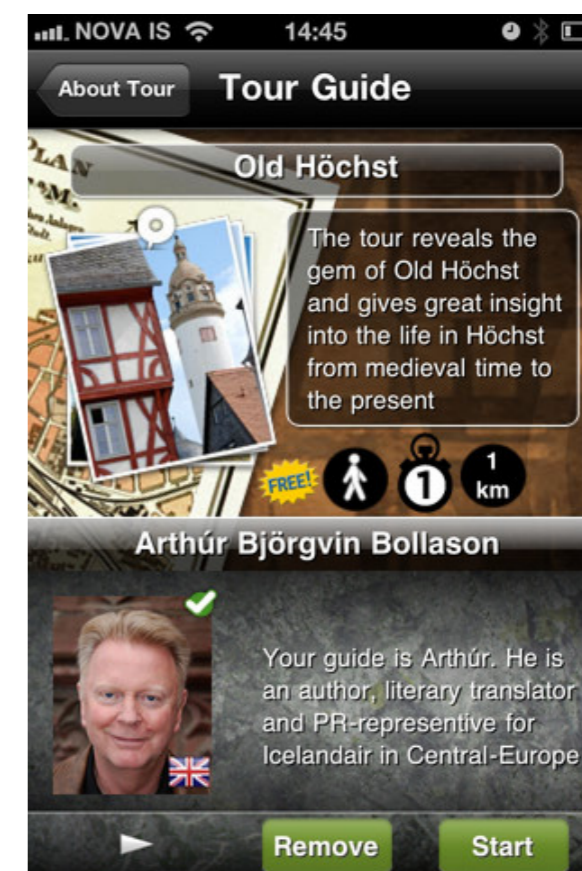 NOVA IS
14:45
About Tour
Tour Guide
PLAN
Old Höchst
The tour reveals the
gem of Old Höchst
and gives great insight
into the life in Höchst
from medieval time to
the present
FREE!
1
1
km
Arthúr Björgvin Bollason
Your guide is Arthúr. He is
an author, literary translator
and PR-representive for
Icelandair in Central-Europe
Remove
Start